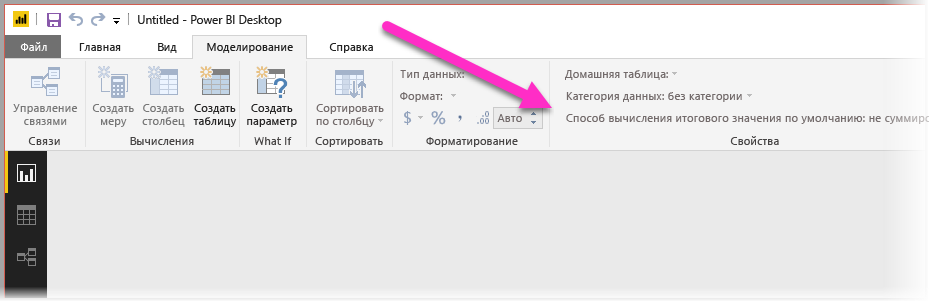 Untitled - Power BI Desktop
Файл Главная Вид Моделирование Справка
Управление связями
Создать меру
Создать столбец
Создать таблицу
Создать параметр
Сортировать по столбцу
Тип данных:
Формат:
$ % , .00 Авто
Домашняя таблица:
Категория данных: без категории
Способ вычисления итогового значения по умолчанию: не суммиро
Связи Вычисления What If Сортировать Форматирование Свойства